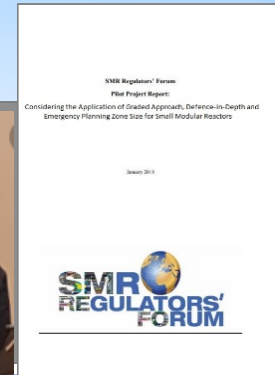 SMR Regulators' Forum
Pilot Project Report:
Considering the Application of Graded Approach, Defence-in-Depth and
Emergency Planning Zone Size for Small Modular Reactors
January 2018
SMR
REGULATORS'
FORUM